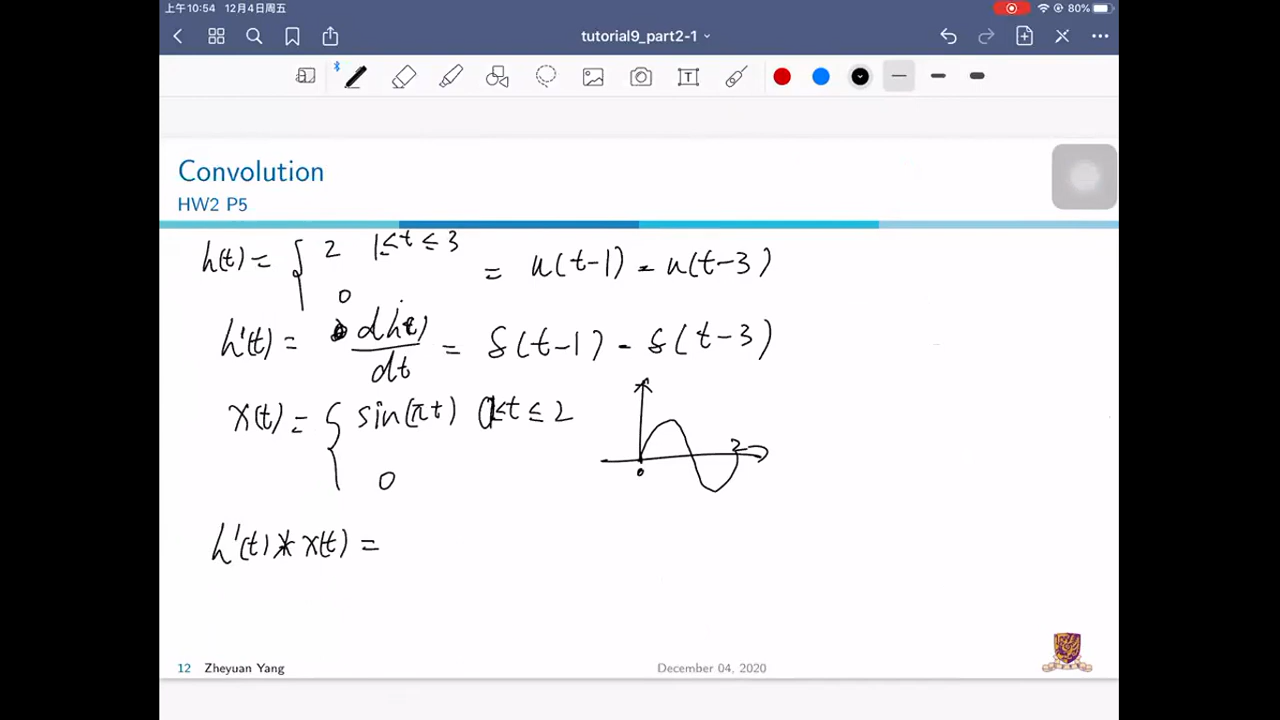 上午10:54 12月4日周五 80%
tutorial9_part2-1
Convolution
HW2 P5
h(t) = { 2 1≤t≤3
0
= u(t-1) - u(t-3)
h'(t) = dh(t)/dt = δ(t-1) - δ(t-3)
x(t) = { sin(πt) 0≤t≤2
0
0 2
h'(t)*x(t) =
12 Zheyuan Yang December 04, 2020